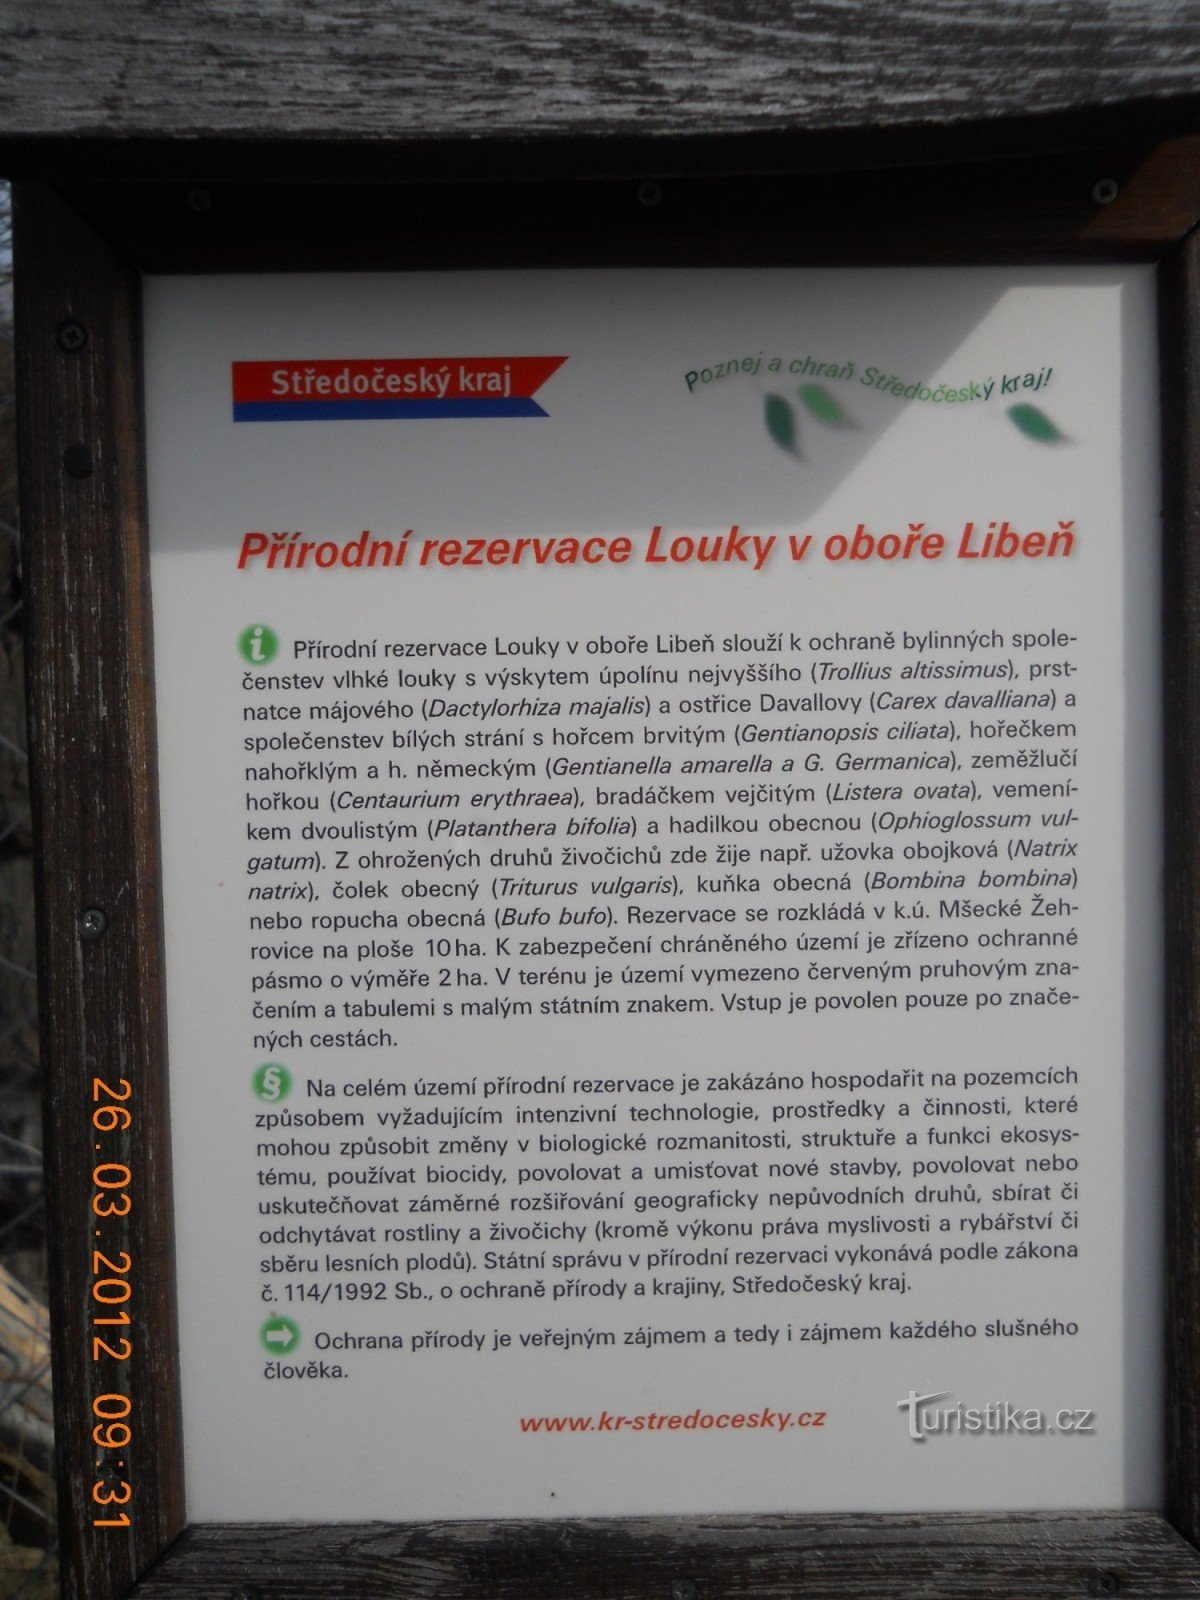 Středočeský kraj
Poznej a chraň Středočeský kraj!
Přírodní rezervace Louky v oboře Libeň
i Přírodní rezervace Louky v oboře Libeň slouží k ochraně bylinných spole-
čenstev vlhké louky s výskytem úpolínu nejvyššího (Trollius altissimus), prst-
natce májového (Dactylorhiza majalis) a ostřice Davallovy (Carex davalliana) a
společenstev bílých strání s hořcem brvitým (Gentianopsis ciliata), hořečkem
nahořklým a h. německým (Gentianella amarella a G. Germanica), zeměžlučí
hořkou (Centaurium erythraea), bradáčkem vejčitým (Listera ovata), vemení-
kem dvoulistým (Platanthera bifolia) a hadilkou obecnou (Ophioglossum vul-
gatum). Z ohrožených druhů živočichů zde žije např. užovka obojková (Natrix
natrix), čolek obecný (Triturus vulgaris), kuňka obecná (Bombina bombina)
nebo ropucha obecná (Bufo bufo). Rezervace se rozkládá v k.ú. Mšecké Žeh-
rovice na ploše 10 ha. K zabezpečení chráněného území je zřízeno ochranné
pásmo o výměře 2 ha. V terénu je území vymezeno červeným pruhovým zna-
čením a tabulemi s malým státním znakem. Vstup je povolen pouze po znače-
ných cestách.
§ Na celém území přírodní rezervace je zakázáno hospodařit na pozemcích
způsobem vyžadujícím intenzivní technologie, prostředky a činnosti, které
mohou způsobit změny v biologické rozmanitosti, struktuře a funkci ekosys-
tému, používat biocidy, povolovat a umisťovat nové stavby, povolovat nebo
uskutečňovat záměrné rozšiřování geograficky nepůvodních druhů, sbírat či
odchytávat rostliny a živočichy (kromě výkonu práva myslivosti a rybářství či
sběru lesních plodů). Státní správu v přírodní rezervaci vykonává podle zákona
č. 114/1992 Sb., o ochraně přírody a krajiny, Středočeský kraj.
Ochrana přírody je veřejným zájmem a tedy i zájmem každého slušného
člověka.
www.kr-stredocesky.cz
Turistika.cz
26.03.2012 09:31